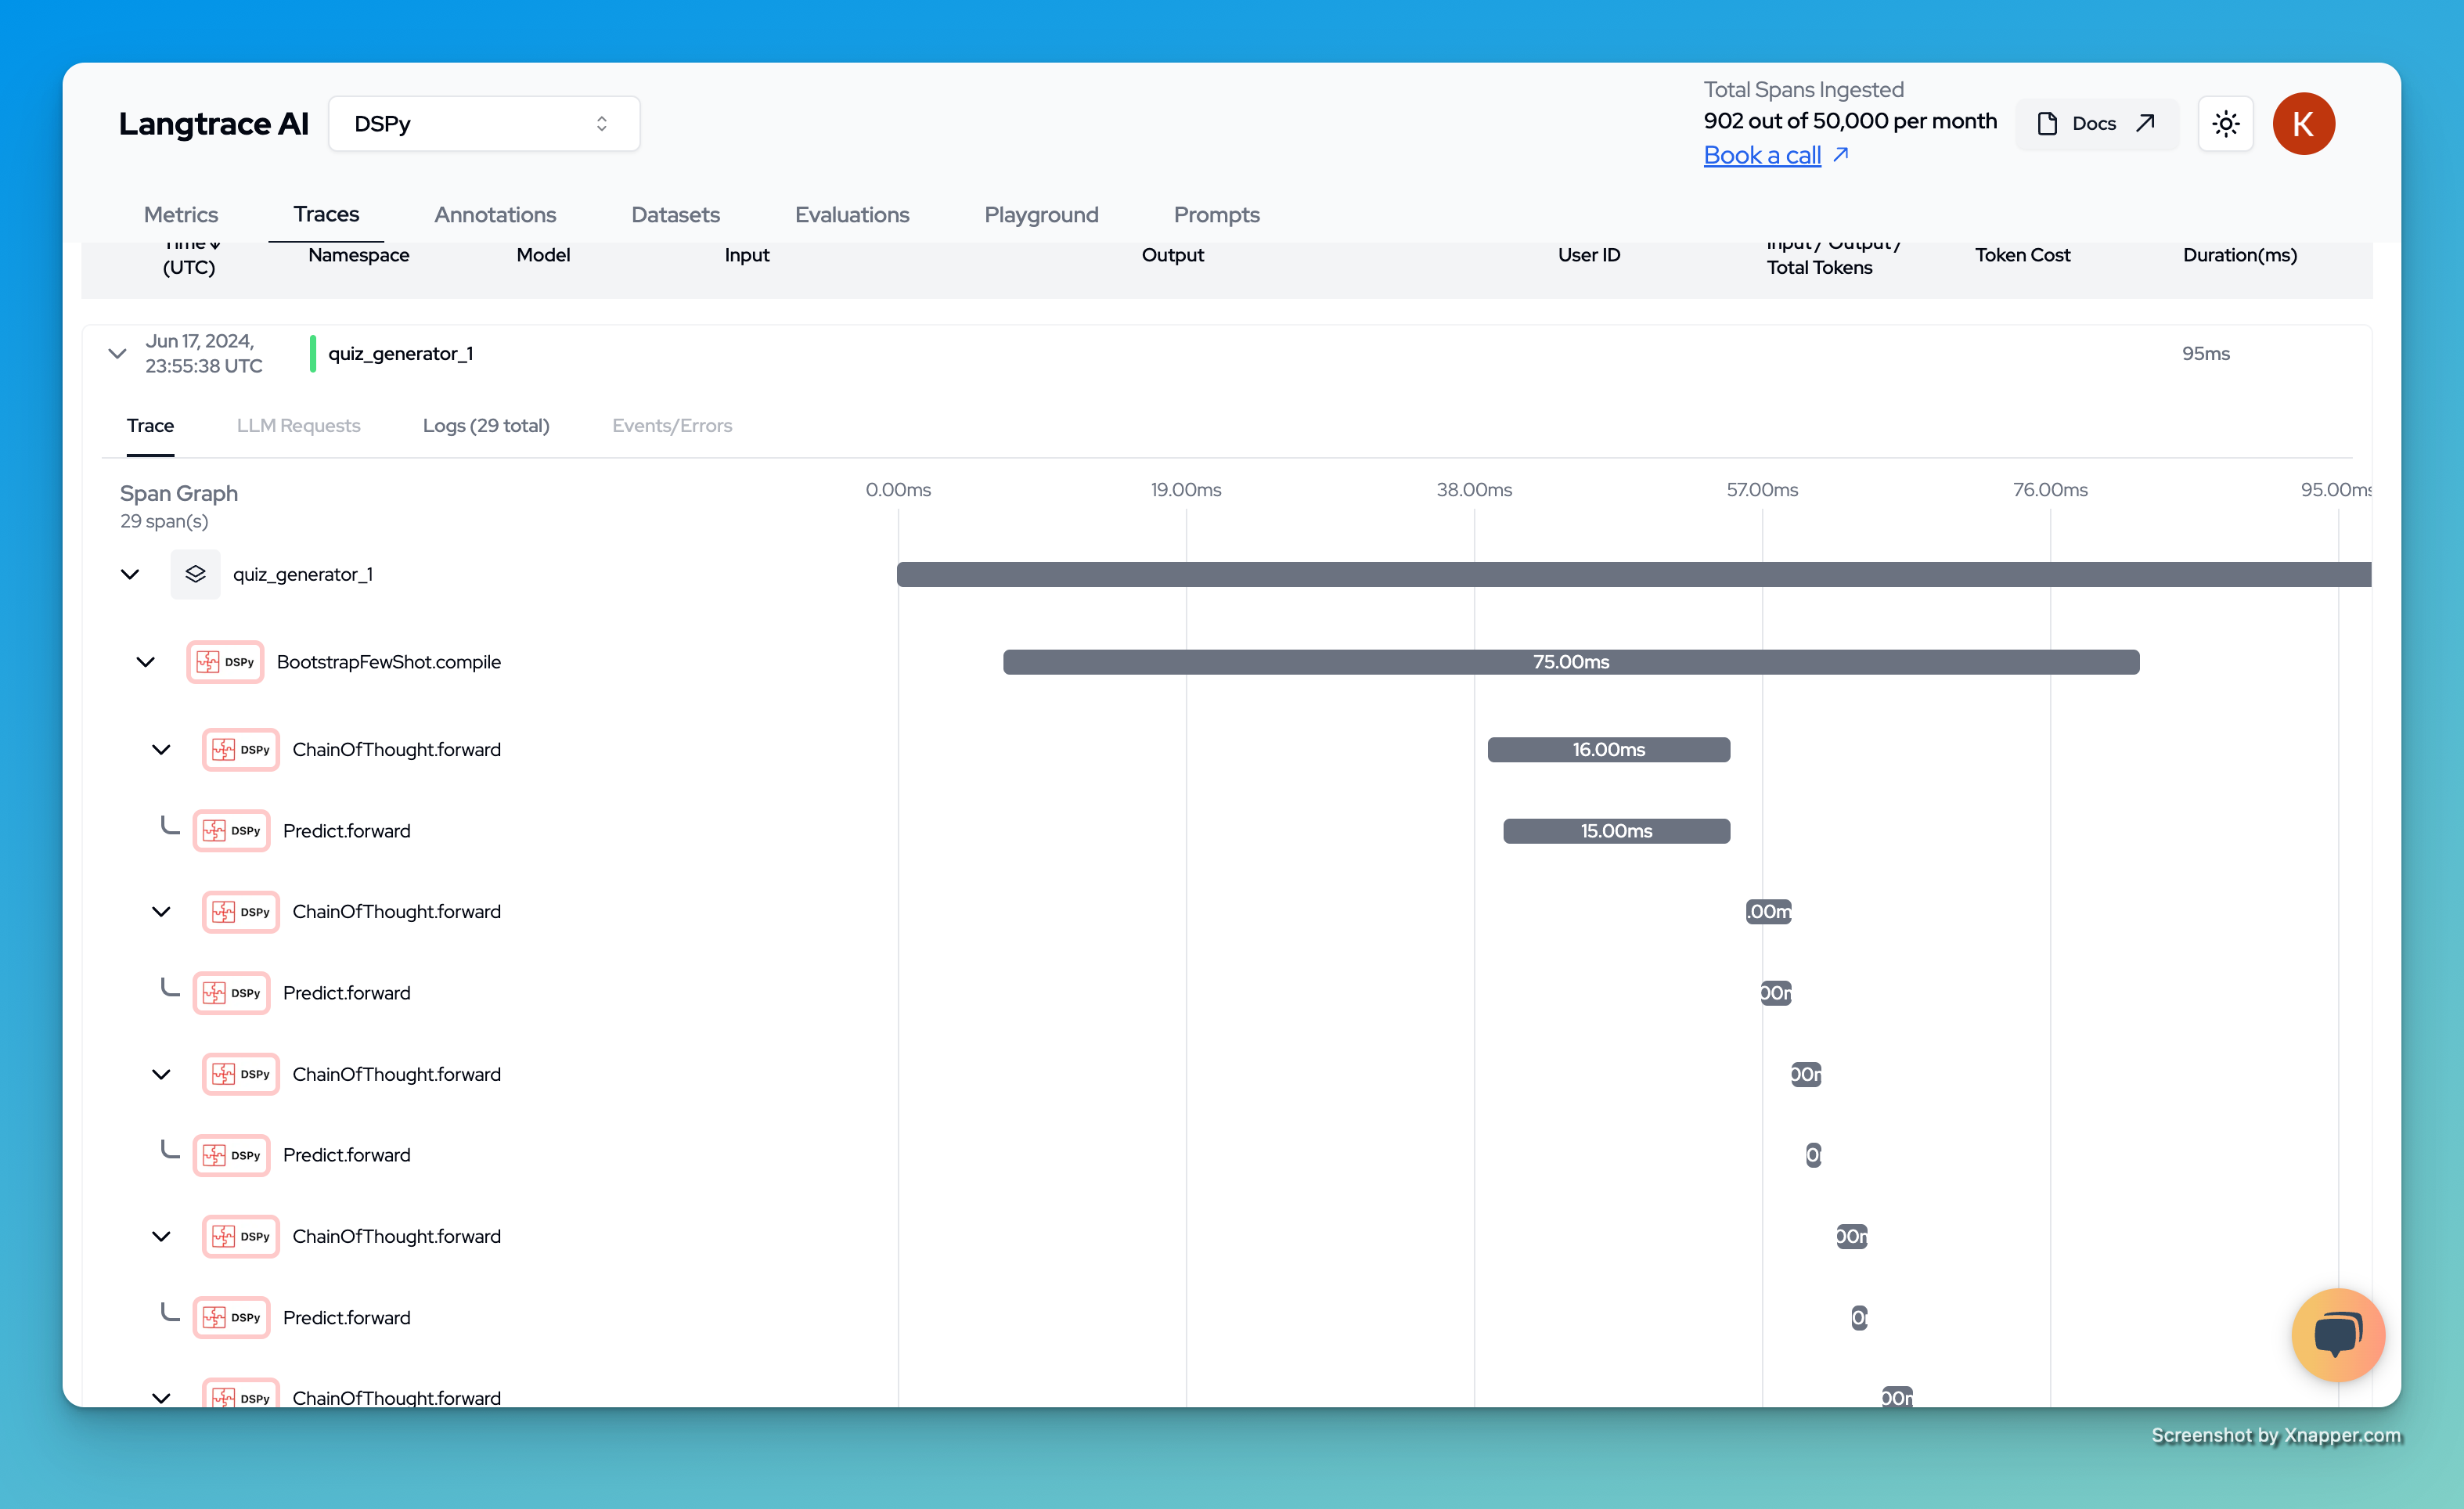 Langtrace AI
DSPy
Total Spans Ingested
902 out of 50,000 per month
Book a call
Docs
K
Metrics
Traces
Annotations
Datasets
Evaluations
Playground
Prompts
Time
(UTC)
Namespace
Model
Input
Output
User ID
Input / Output /
Total Tokens
Token Cost
Duration(ms)
Jun 17, 2024,
23:55:38 UTC
quiz_generator_1
95ms
Trace
LLM Requests
Logs (29 total)
Events/Errors
Span Graph
29 span(s)
0.00ms
19.00ms
38.00ms
57.00ms
76.00ms
95.00ms
quiz_generator_1
DSPy
BootstrapFewShot.compile
75.00ms
DSPy
ChainOfThought.forward
16.00ms
DSPy
Predict.forward
15.00ms
DSPy
ChainOfThought.forward
.00m
DSPy
Predict.forward
DSPy
ChainOfThought.forward
DSPy
Predict.forward
DSPy
ChainOfThought.forward
DSPy
Predict.forward
DSPy
ChainOfThought.forward
Screenshot by Xnapper.com